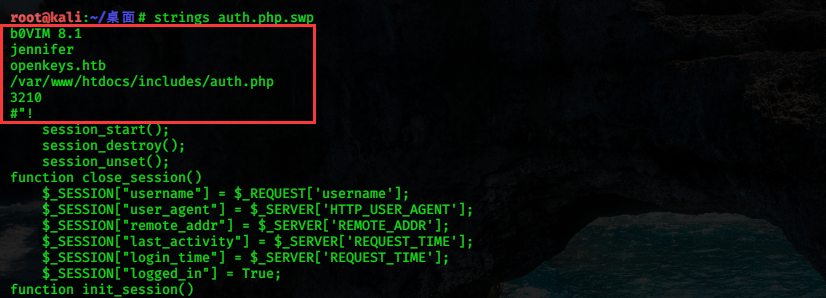 root@kali:~/桌面# strings auth.php.swp
b0VIM 8.1
jennifer
openkeys.htb
/var/www/htdocs/includes/auth.php
3210
#"!
    session_start();
    session_destroy();
    session_unset();
function close_session()
    $_SESSION["username"] = $_REQUEST['username'];
    $_SESSION["user_agent"] = $_SERVER['HTTP_USER_AGENT'];
    $_SESSION["remote_addr"] = $_SERVER['REMOTE_ADDR'];
    $_SESSION["last_activity"] = $_SERVER['REQUEST_TIME'];
    $_SESSION["login_time"] = $_SERVER['REQUEST_TIME'];
    $_SESSION["logged_in"] = True;
function init_session()